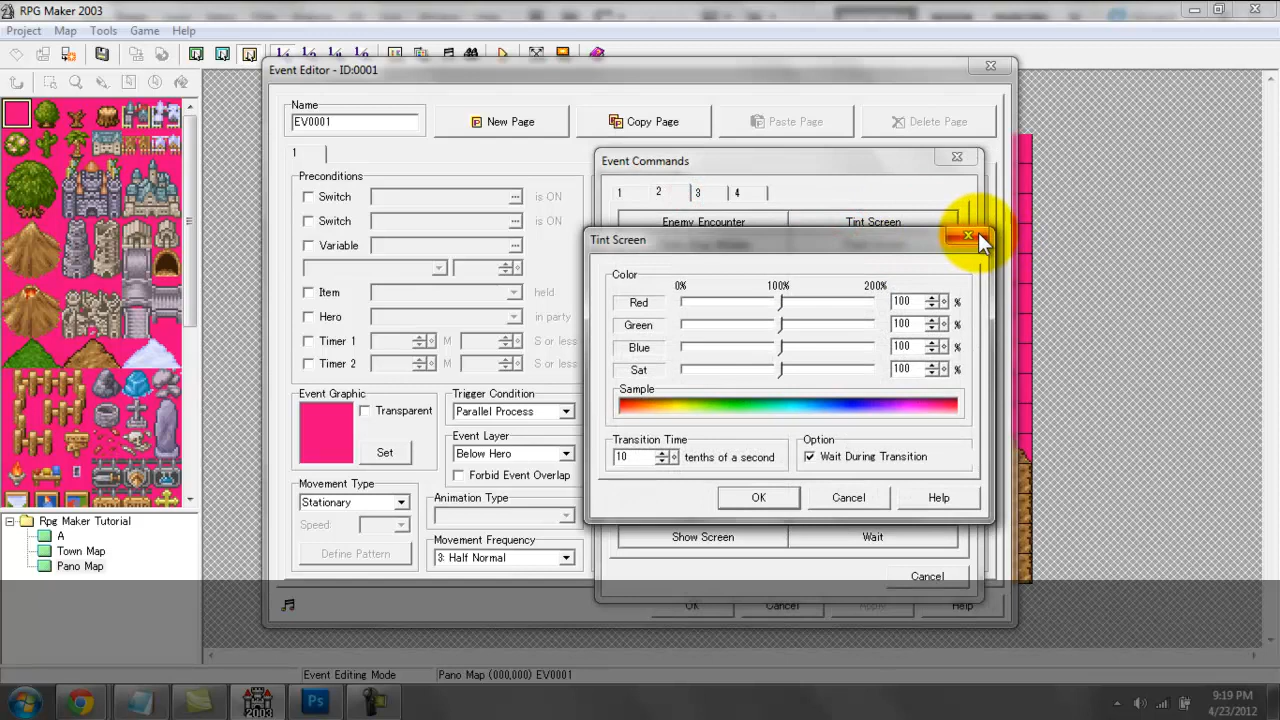 RPG Maker 2003
Project Map Tools Game Help
Event Editor - ID:0001
Name
EV0001
New Page
Copy Page
Paste Page
Delete Page
1
Preconditions
Switch ... is ON
Switch ... is ON
Variable ...
Item held
Hero in party
Timer 1 M S or less
Timer 2 M S or less
Event Graphic
Transparent
Set
Trigger Condition
Parallel Process
Event Layer
Below Hero
Forbid Event Overlap
Movement Type
Stationary
Speed:
Define Pattern
Animation Type
Movement Frequency
3: Half Normal
Event Commands
1 2 3 4
Enemy Encounter
Tint Screen
Tint Screen
Color
0% 100% 200%
Red 100 %
Green 100 %
Blue 100 %
Sat 100 %
Sample
Transition Time
10 tenths of a second
Option
Wait During Transition
OK Cancel Help
Show Screen Wait
Cancel
OK Cancel Apply Help
Rpg Maker Tutorial
A
Town Map
Pano Map
Event Editing Mode
Pano Map (000,000) EV0001
2003
Ps
9:19 PM
4/23/2012